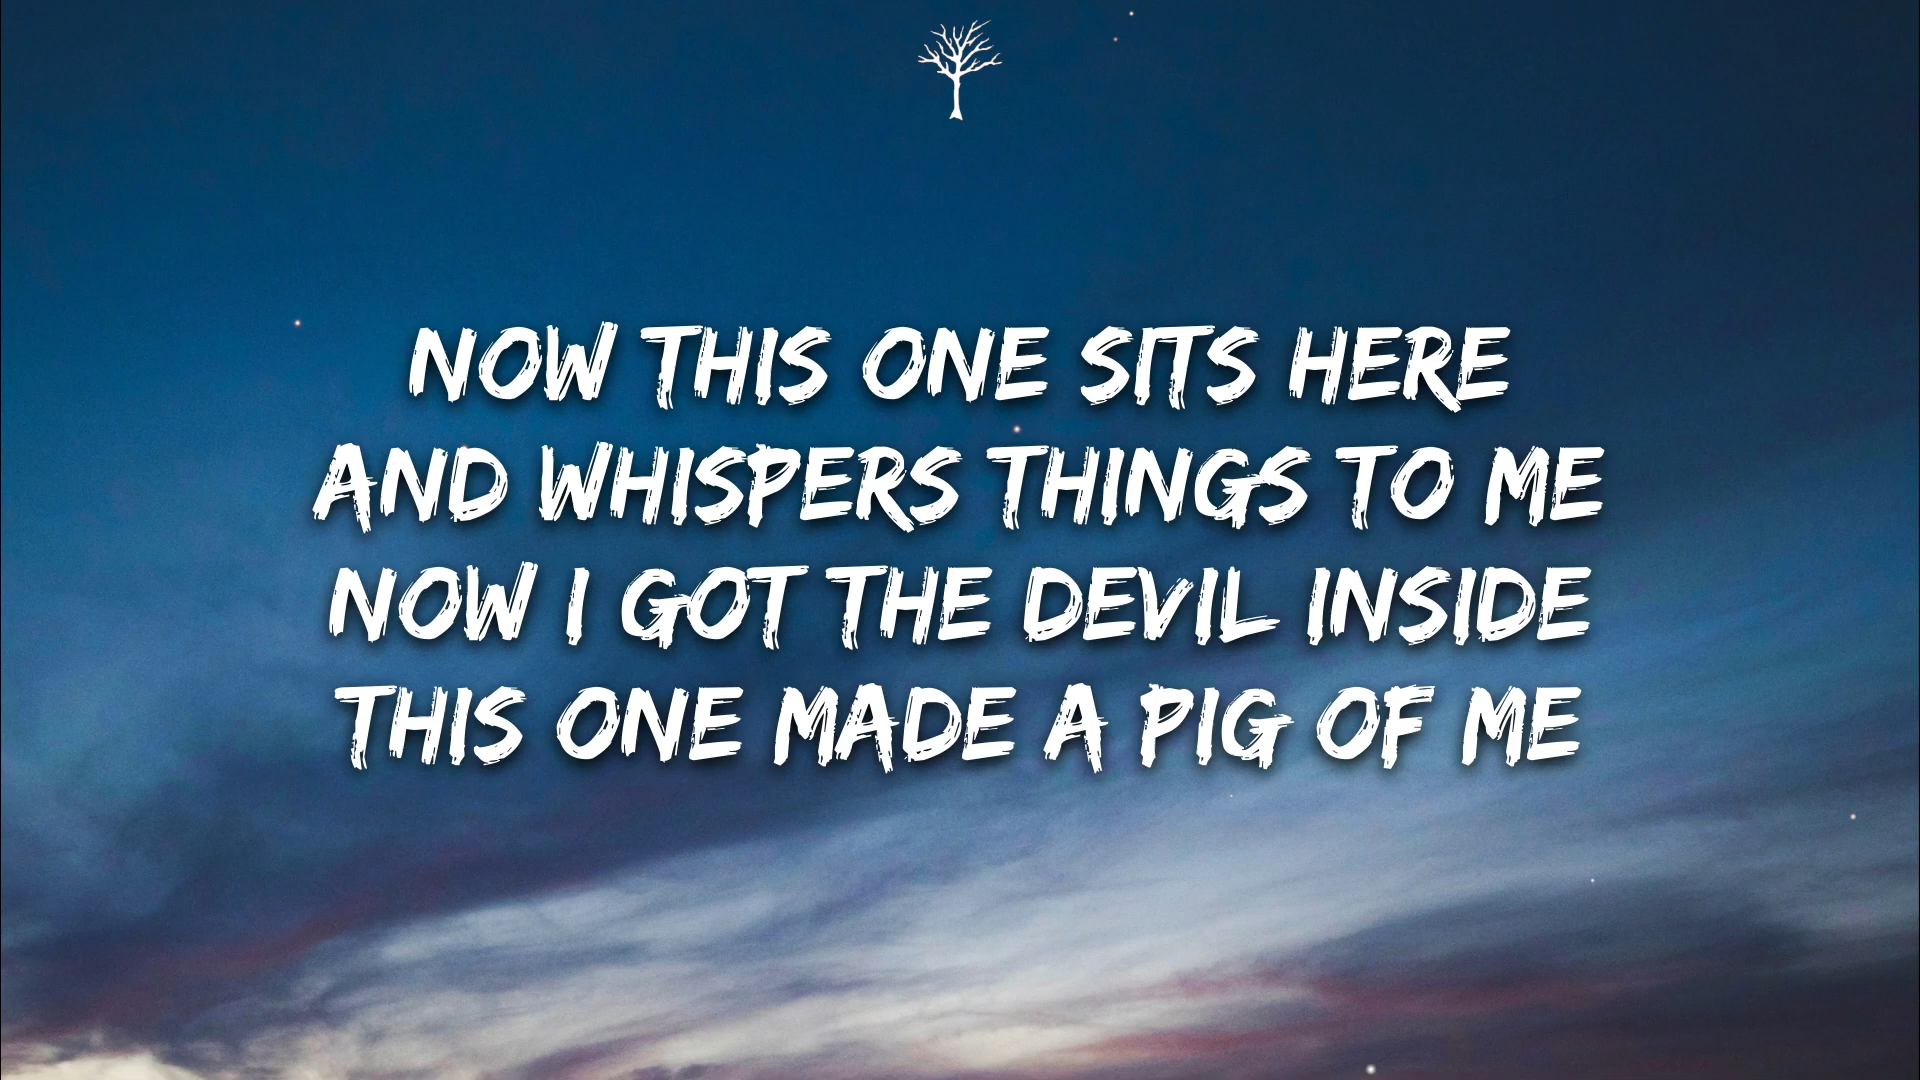 NOW THIS ONE SITS HERE
AND WHISPERS THINGS TO ME
NOW I GOT THE DEVIL INSIDE
THIS ONE MADE A PIG OF ME